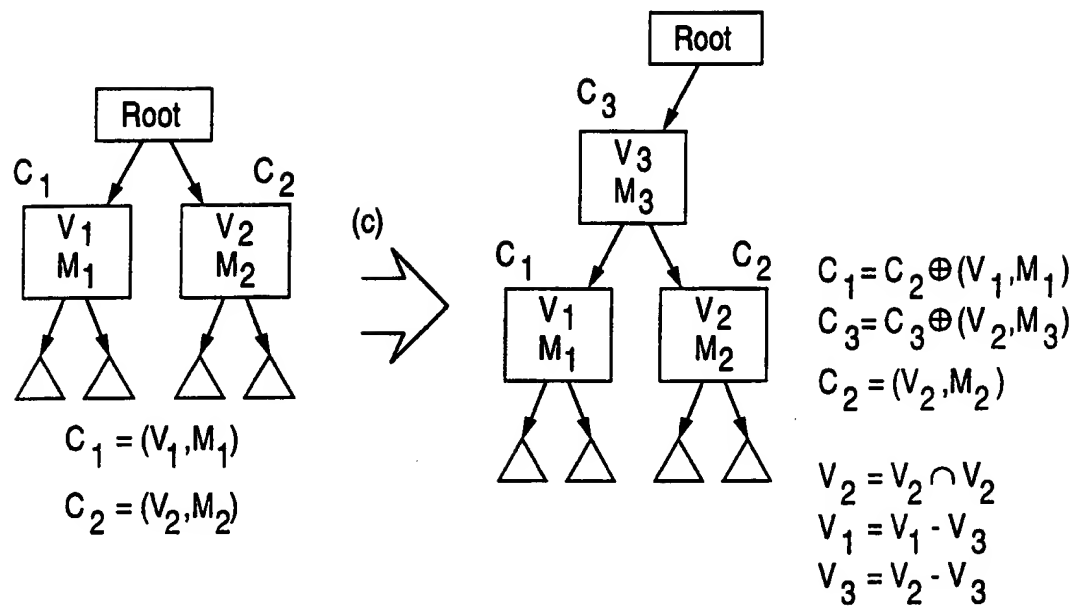 Root
C₁
C₂
V₁
M₁
V₂
M₂
C₁ = (V₁,M₁)
C₂ = (V₂,M₂)
(c)
Root
C₃
V₃
M₃
C₁
C₂
V₁
M₁
V₂
M₂
C₁ = C₂ ⊕ (V₁,M₁)
C₃ = C₃ ⊕ (V₂,M₃)
C₂ = (V₂,M₂)
V₂ = V₂ ∩ V₂
V₁ = V₁ - V₃
V₃ = V₂ - V₃